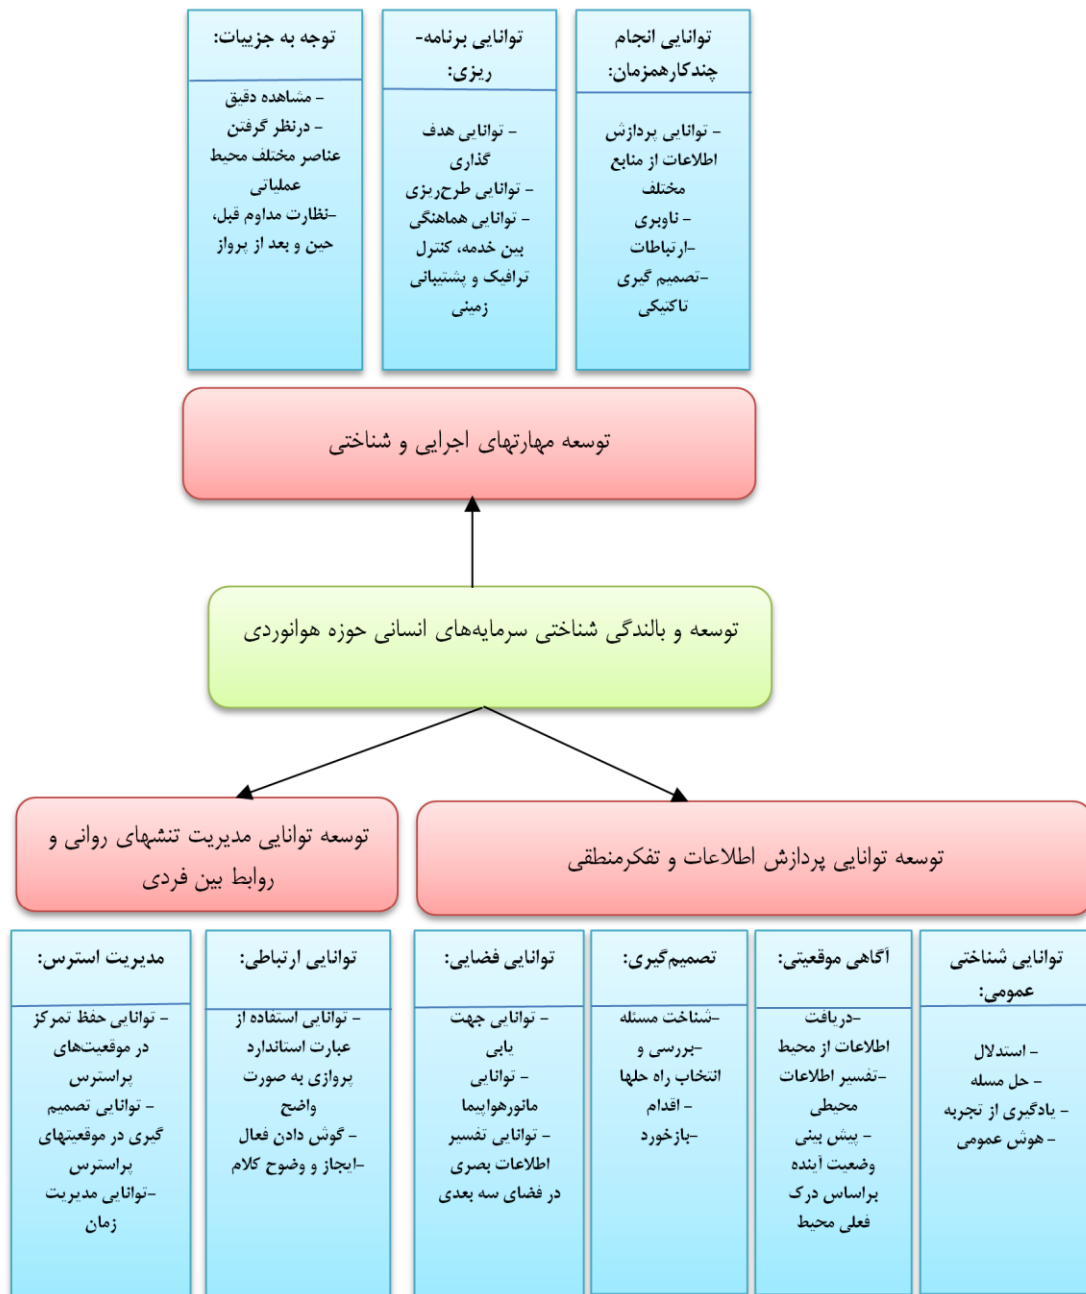 توانایی انجام
چندکارهمزمان:
- توانایی پردازش
اطلاعات از منابع
مختلف
- ناوبری
-ارتباطات
-تصمیم گیری
تاکتیکی
توانایی برنامه-
ریزی:
- توانایی هدف
گذاری
- توانایی طرح‌ریزی
- توانایی هماهنگی
بین خدمه، کنترل
ترافیک و پشتیبانی
زمینی
توجه به جزییات:
- مشاهده دقیق
- درنظر گرفتن
عناصر مختلف محیط
عملیاتی
-نظارت مداوم قبل،
حین و بعد از پرواز
توسعه مهارتهای اجرایی و شناختی
توسعه و بالندگی شناختی سرمایه‌های انسانی حوزه هوانوردی
توسعه توانایی پردازش اطلاعات و تفکرمنطقی
توسعه توانایی مدیریت تنشهای روانی و
روابط بین فردی
توانایی شناختی
عمومی:
- استدلال
- حل مسله
- یادگیری از تجربه
- هوش عمومی
آگاهی موقعیتی:
-دریافت
اطلاعات از محیط
-تفسیر اطلاعات
محیطی
- پیش بینی
وضعیت آینده
براساس درک
فعلی محیط
تصمیم‌گیری:
-شناخت مسئله
-بررسی و
انتخاب راه حلها
- اقدام
-بازخورد
توانایی فضایی:
- توانایی جهت
یابی
- توانایی
مانورهواپیما
- توانایی تفسیر
اطلاعات بصری
در فضای سه بعدی
توانایی ارتباطی:
- توانایی استفاده از
عبارت استاندارد
پروازی به صورت
واضح
- گوش دادن فعال
-ایجاز و وضوح کلام
مدیریت استرس:
- توانایی حفظ تمرکز
در موقعیت‌های
پراسترس
- توانایی تصمیم
گیری در موقعیتهای
پراسترس
-توانایی مدیریت
زمان